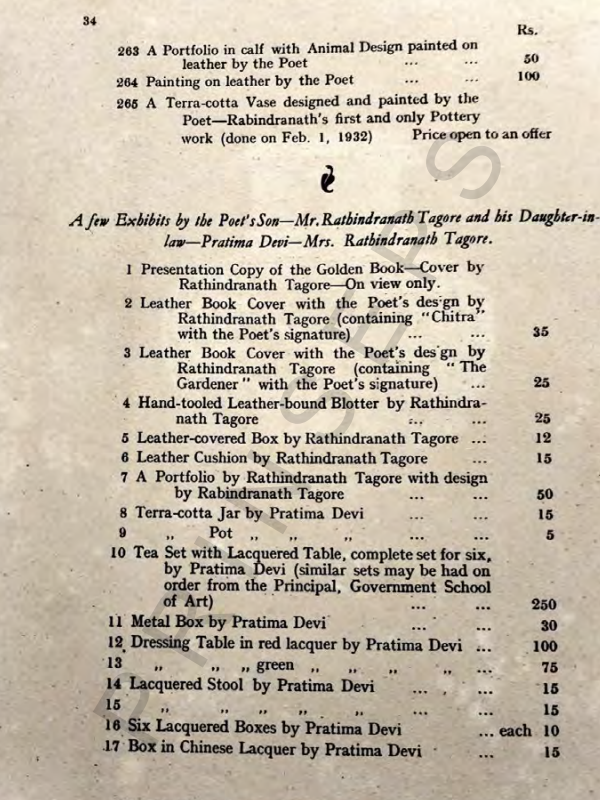 34
Rs.
263 A Portfolio in calf with Animal Design painted on
leather by the Poet ... ... 50
264 Painting on leather by the Poet ... ... 100
265 A Terra-cotta Vase designed and painted by the
Poet—Rabindranath's first and only Pottery
work (done on Feb. 1, 1932) Price open to an offer
A few Exhibits by the Poet's Son—Mr. Rathindranath Tagore and his Daughter-in-
law—Pratima Devi—Mrs. Rathindranath Tagore.
1 Presentation Copy of the Golden Book—Cover by
Rathindranath Tagore—On view only.
2 Leather Book Cover with the Poet's design by
Rathindranath Tagore (containing "Chitra"
with the Poet's signature) ... ... 35
3 Leather Book Cover with the Poet's design by
Rathindranath Tagore (containing "The
Gardener" with the Poet's signature) ... 25
4 Hand-tooled Leather-bound Blotter by Rathindra-
nath Tagore ... ... 25
5 Leather-covered Box by Rathindranath Tagore ... 12
6 Leather Cushion by Rathindranath Tagore ... 15
7 A Portfolio by Rathindranath Tagore with design
by Rabindranath Tagore ... ... 50
8 Terra-cotta Jar by Pratima Devi ... ... 15
9 „ Pot „ „ „ ... ... 5
10 Tea Set with Lacquered Table, complete set for six,
by Pratima Devi (similar sets may be had on
order from the Principal, Government School
of Art) ... ... 250
11 Metal Box by Pratima Devi ... ... 30
12 Dressing Table in red lacquer by Pratima Devi ... 100
13 „ „ „ green „ „ „ „ ... 75
14 Lacquered Stool by Pratima Devi ... ... 15
15 „ „ „ „ „ ... ... 15
16 Six Lacquered Boxes by Pratima Devi ... each 10
17 Box in Chinese Lacquer by Pratima Devi ... 15